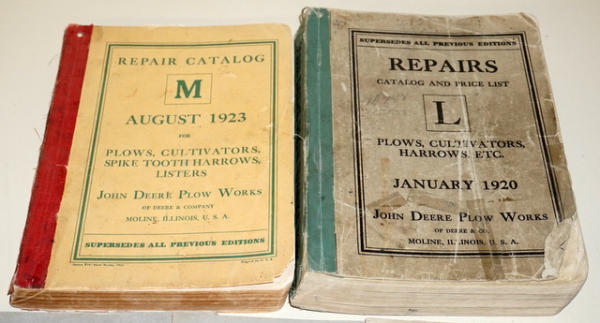 REPAIR CATALOG
M
AUGUST 1923
FOR
PLOWS, CULTIVATORS,
SPIKE TOOTH HARROWS,
LISTERS
JOHN DEERE PLOW WORKS
OF DEERE & COMPANY
MOLINE, ILLINOIS, U. S. A.
SUPERSEDES ALL PREVIOUS EDITIONS
SUPERSEDES ALL PREVIOUS EDITIONS
REPAIRS
CATALOG AND PRICE LIST
L
PLOWS, CULTIVATORS,
HARROWS, ETC.
JANUARY 1920
JOHN DEERE PLOW WORKS
OF DEERE & CO.
MOLINE, ILLINOIS, U. S. A.